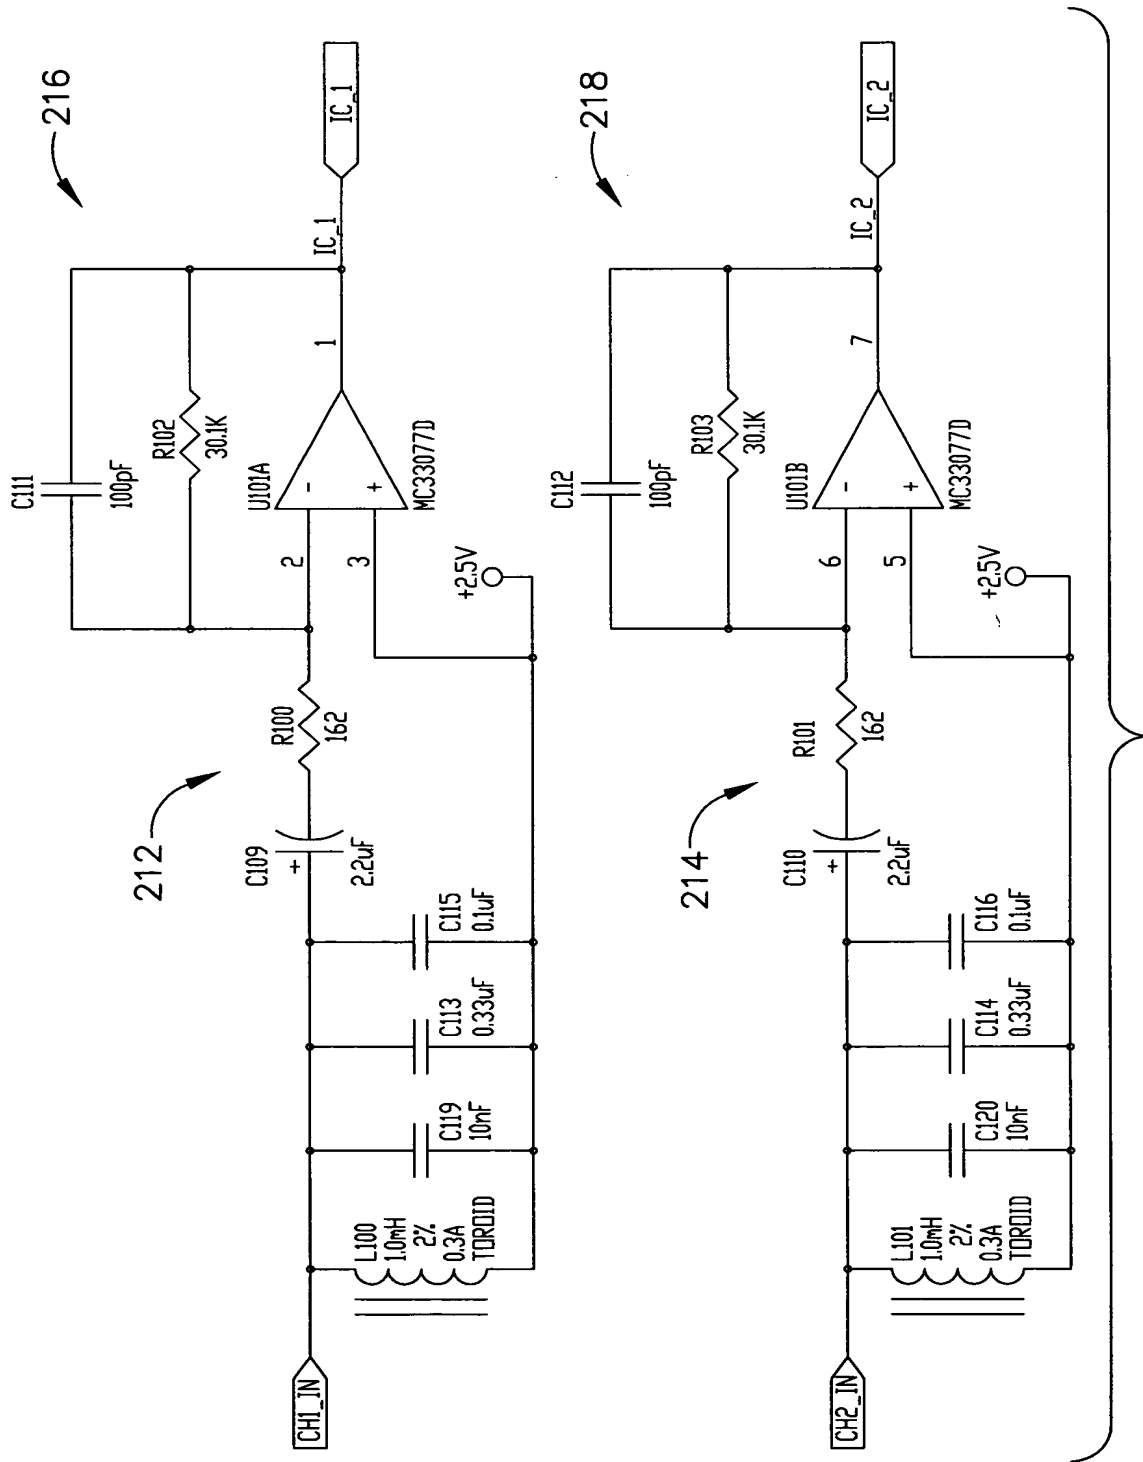 216
C111
100pF
R102
30.1K
IC_1
IC_1
1
U101A
-
+
MC33077D
2
3
+2.5V
R100
162
212
C109
+
2.2uF
C115
0.1uF
C113
0.33uF
C119
10nF
L100
1.0mH
2%
0.3A
TOROID
CH1_IN
218
C112
100pF
R103
30.1K
IC_2
IC_2
7
U101B
-
+
MC33077D
6
5
+2.5V
R101
162
214
C110
+
2.2uF
C116
0.1uF
C114
0.33uF
C120
10nF
L101
1.0mH
2%
0.3A
TOROID
CH2_IN